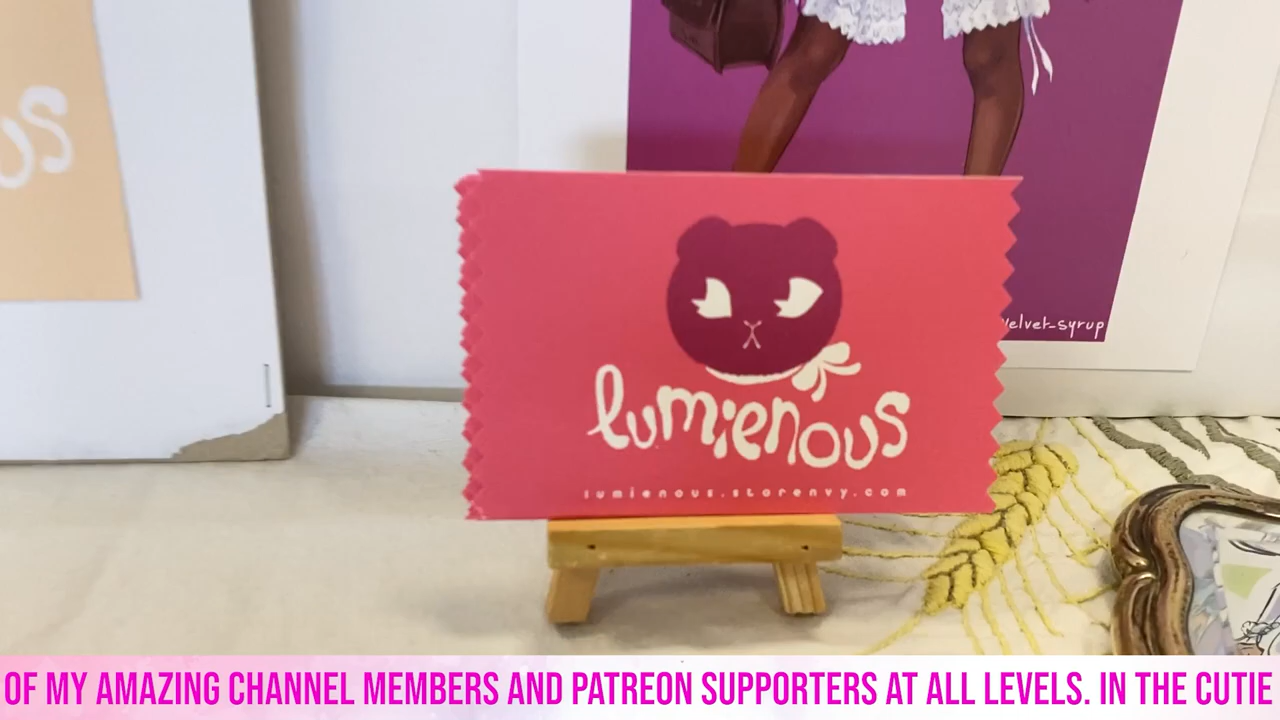 us
velvet-syrup
lumienous
lumienous.storenvy.com
OF MY AMAZING CHANNEL MEMBERS AND PATREON SUPPORTERS AT ALL LEVELS. IN THE CUTIE